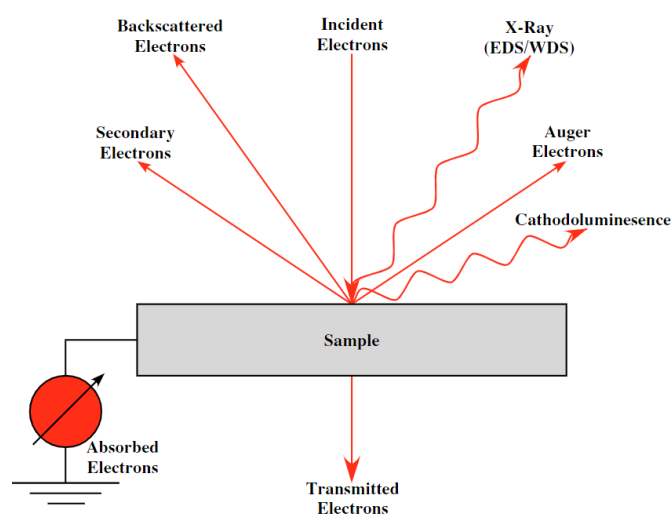 Backscattered
Electrons
Incident
Electrons
X-Ray
(EDS/WDS)
Secondary
Electrons
Auger
Electrons
Cathodoluminesence
Sample
Absorbed
Electrons
Transmitted
Electrons